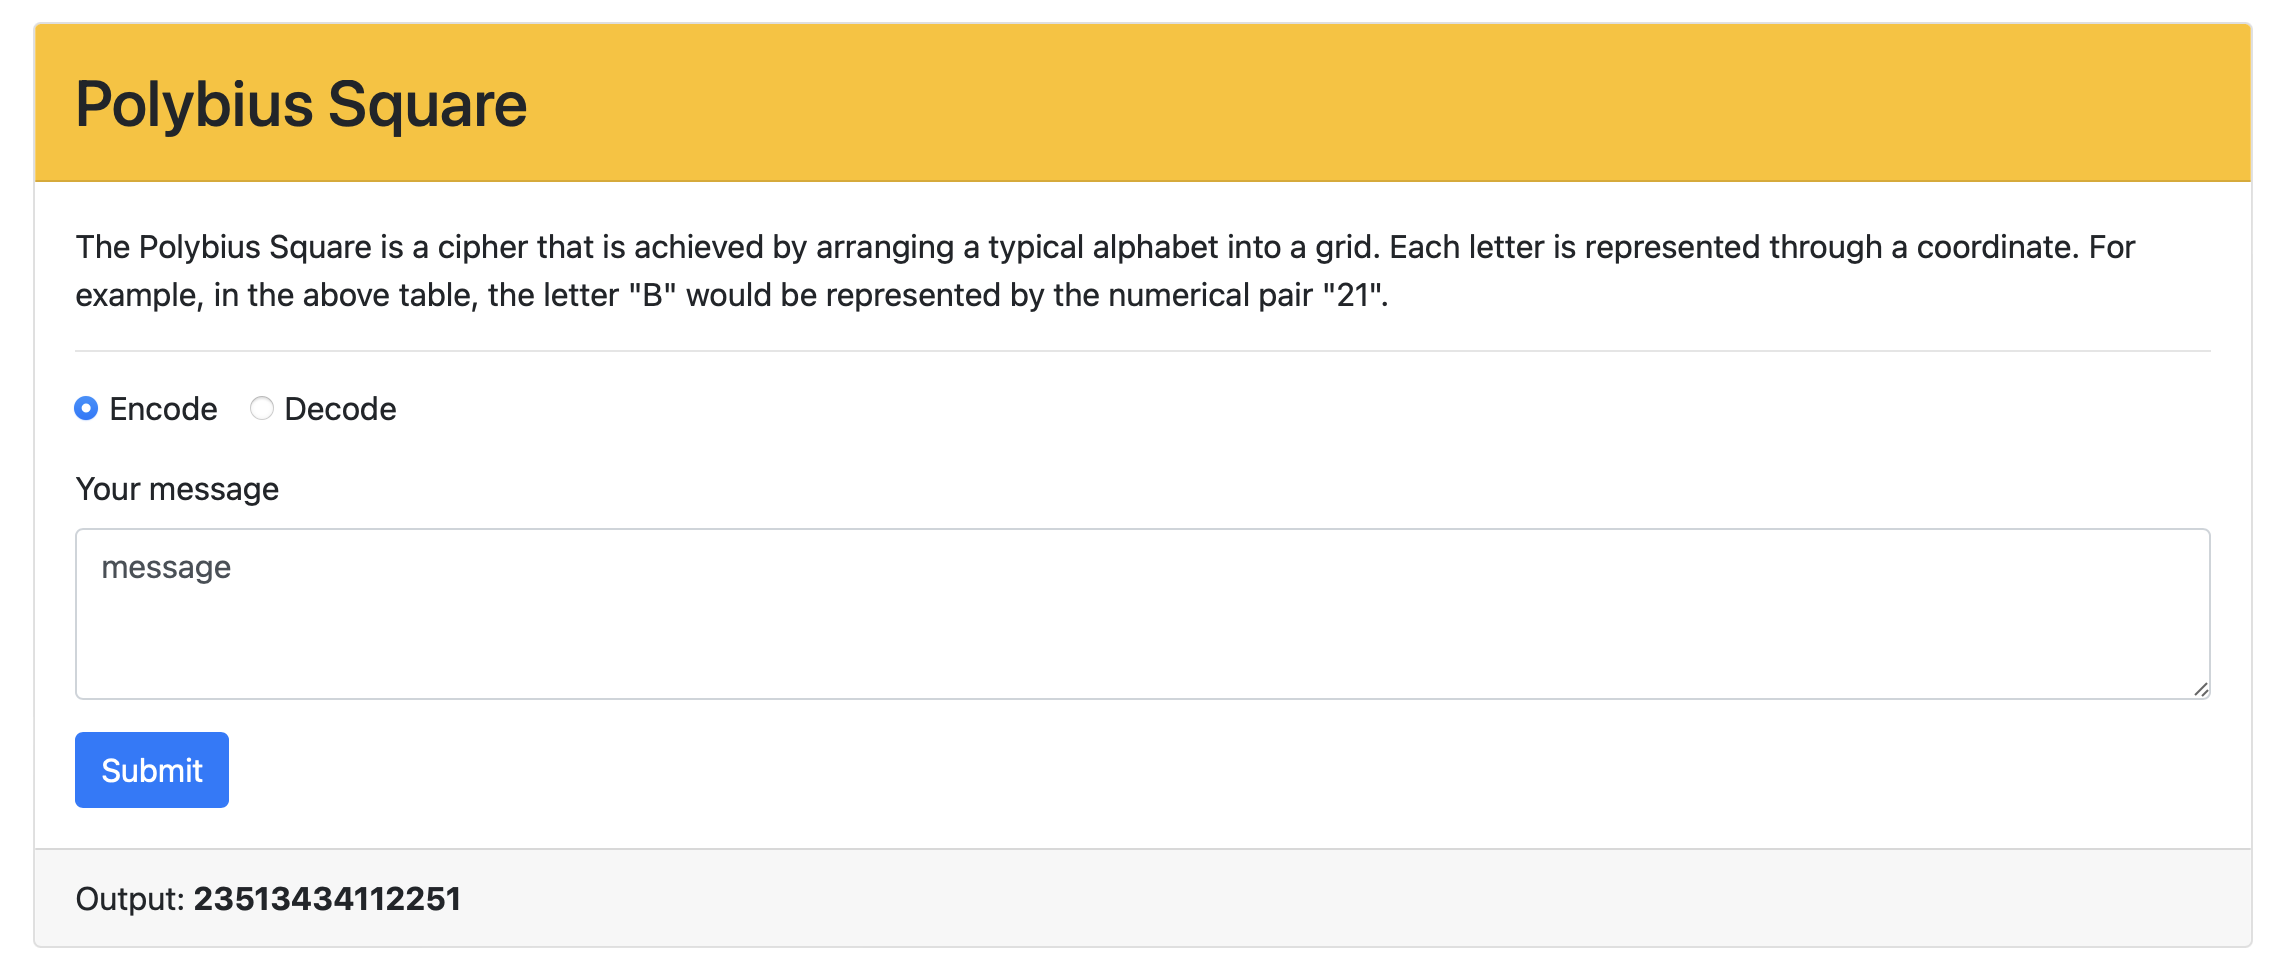 Polybius Square
The Polybius Square is a cipher that is achieved by arranging a typical alphabet into a grid. Each letter is represented through a coordinate. For
example, in the above table, the letter "B" would be represented by the numerical pair "21".
Encode Decode
Your message
message
Submit
Output: 23513434112251